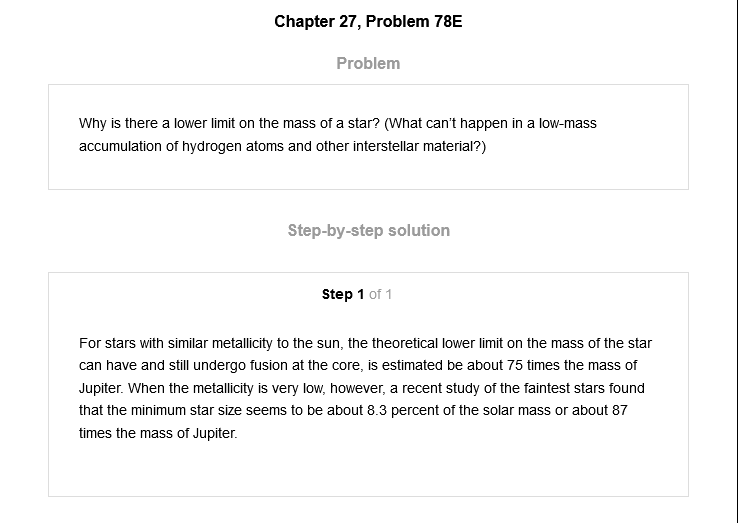 Chapter 27, Problem 78E
Problem
Why is there a lower limit on the mass of a star? (What can't happen in a low-mass
accumulation of hydrogen atoms and other interstellar material?)
Step-by-step solution
Step 1 of 1
For stars with similar metallicity to the sun, the theoretical lower limit on the mass of the star
can have and still undergo fusion at the core, is estimated be about 75 times the mass of
Jupiter. When the metallicity is very low, however, a recent study of the faintest stars found
that the minimum star size seems to be about 8.3 percent of the solar mass or about 87
times the mass of Jupiter.